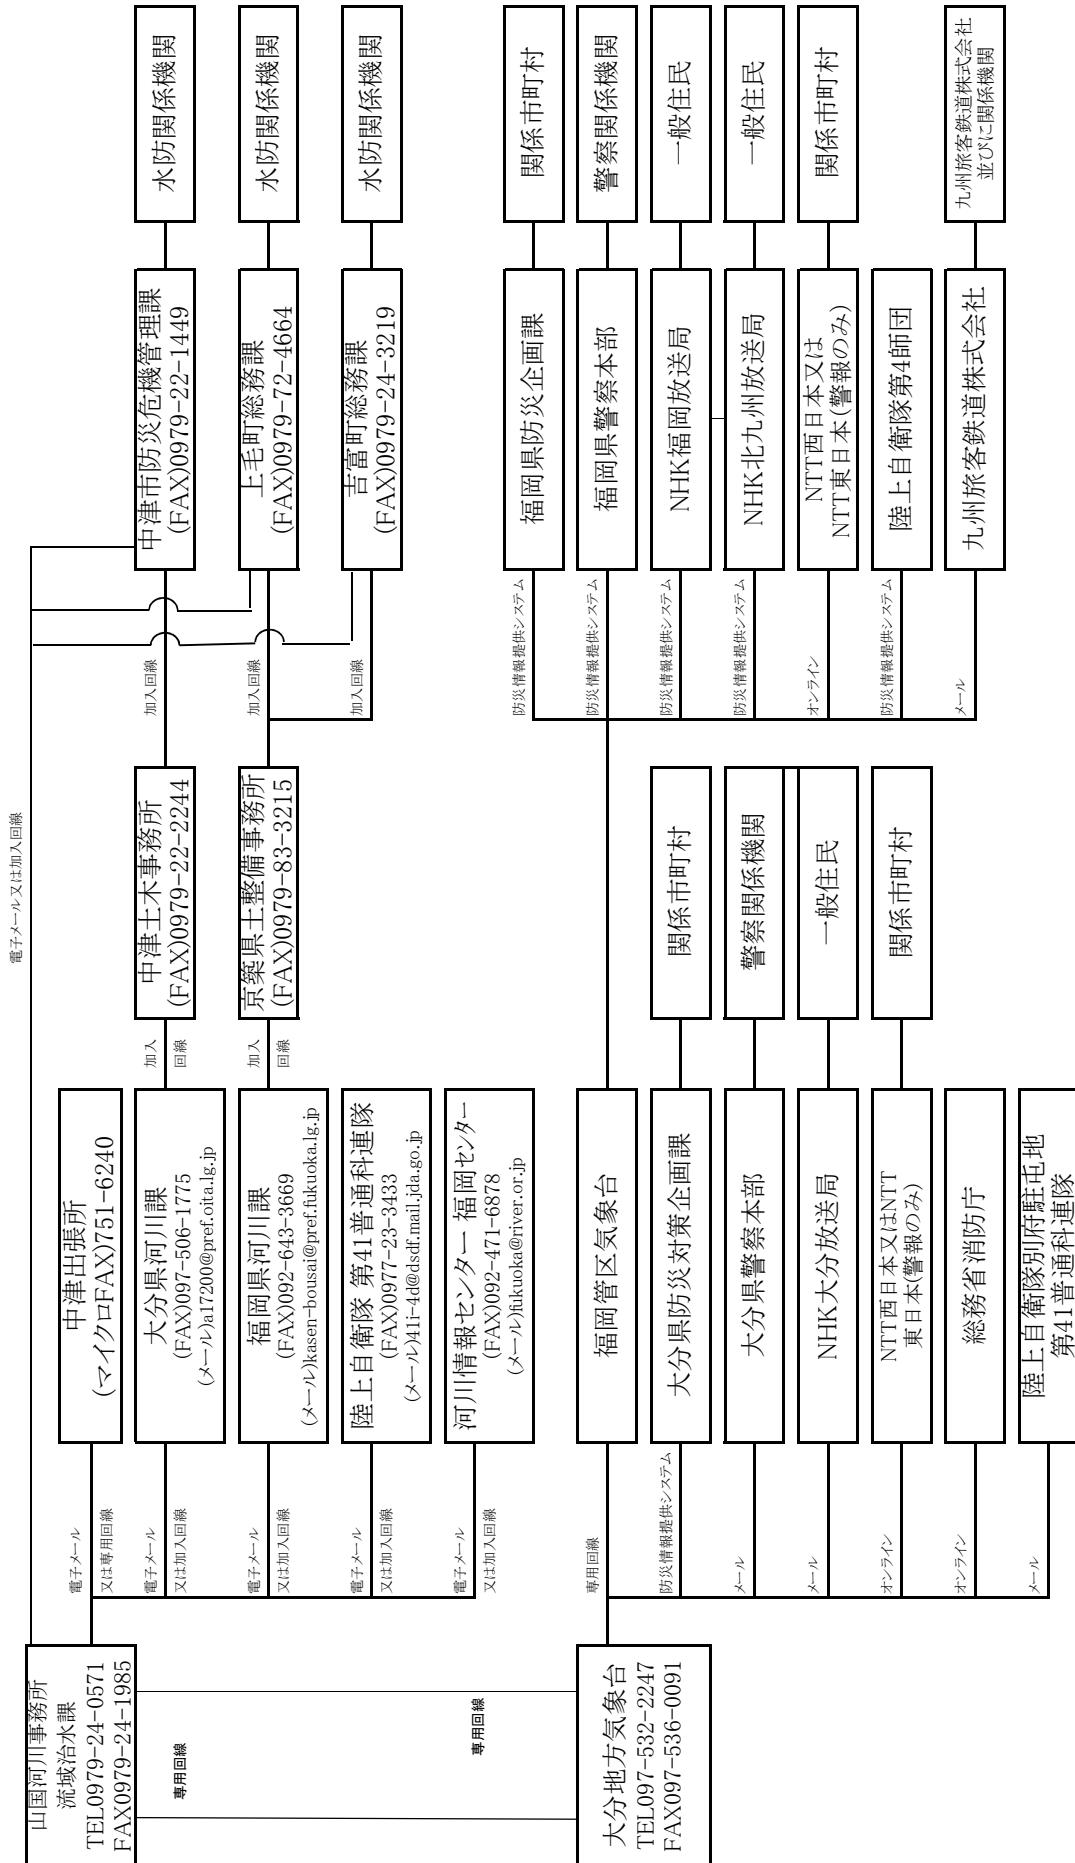 電子メール又は加入回線
山国河川事務所
流域治水課
TEL0979-24-0571
FAX0979-24-1985
専用回線
専用回線
大分地方気象台
TEL097-532-2247
FAX097-536-0091
電子メール
又は専用回線
中津出張所
(マイクロFAX)751-6240
電子メール
又は加入回線
大分県河川課
(FAX)097-506-1775
(メール)a17200@pref.oita.lg.jp
加入
回線
中津土木事務所
(FAX)0979-22-2244
加入回線
中津市防災危機管理課
(FAX)0979-22-1449
水防関係機関
電子メール
又は加入回線
福岡県河川課
(FAX)092-643-3669
(メール)kasen-bousai@pref.fukuoka.lg.jp
加入
回線
京築県土整備事務所
(FAX)0979-83-3215
加入回線
上毛町総務課
(FAX)0979-72-4664
水防関係機関
加入回線
吉富町総務課
(FAX)0979-24-3219
水防関係機関
電子メール
又は加入回線
陸上自衛隊 第41普通科連隊
(FAX)0977-23-3433
(メール)41i-4d@dsdf.mail.jda.go.jp
電子メール
又は加入回線
河川情報センター 福岡センター
(FAX)092-471-6878
(メール)fukuoka@river.or.jp
専用回線
福岡管区気象台
防災情報提供システム
福岡県防災企画課
関係市町村
防災情報提供システム
福岡県警察本部
警察関係機関
防災情報提供システム
NHK福岡放送局
一般住民
防災情報提供システム
NHK北九州放送局
一般住民
オンライン
NTT西日本又は
NTT東日本(警報のみ)
関係市町村
防災情報提供システム
陸上自衛隊第4師団
メール
九州旅客鉄道株式会社
九州旅客鉄道株式会社
並びに関係機関
防災情報提供システム
大分県防災対策企画課
関係市町村
メール
大分県警察本部
警察関係機関
メール
NHK大分放送局
一般住民
オンライン
NTT西日本又はNTT
東日本(警報のみ)
関係市町村
オンライン
総務省消防庁
メール
陸上自衛隊別府駐屯地
第41普通科連隊